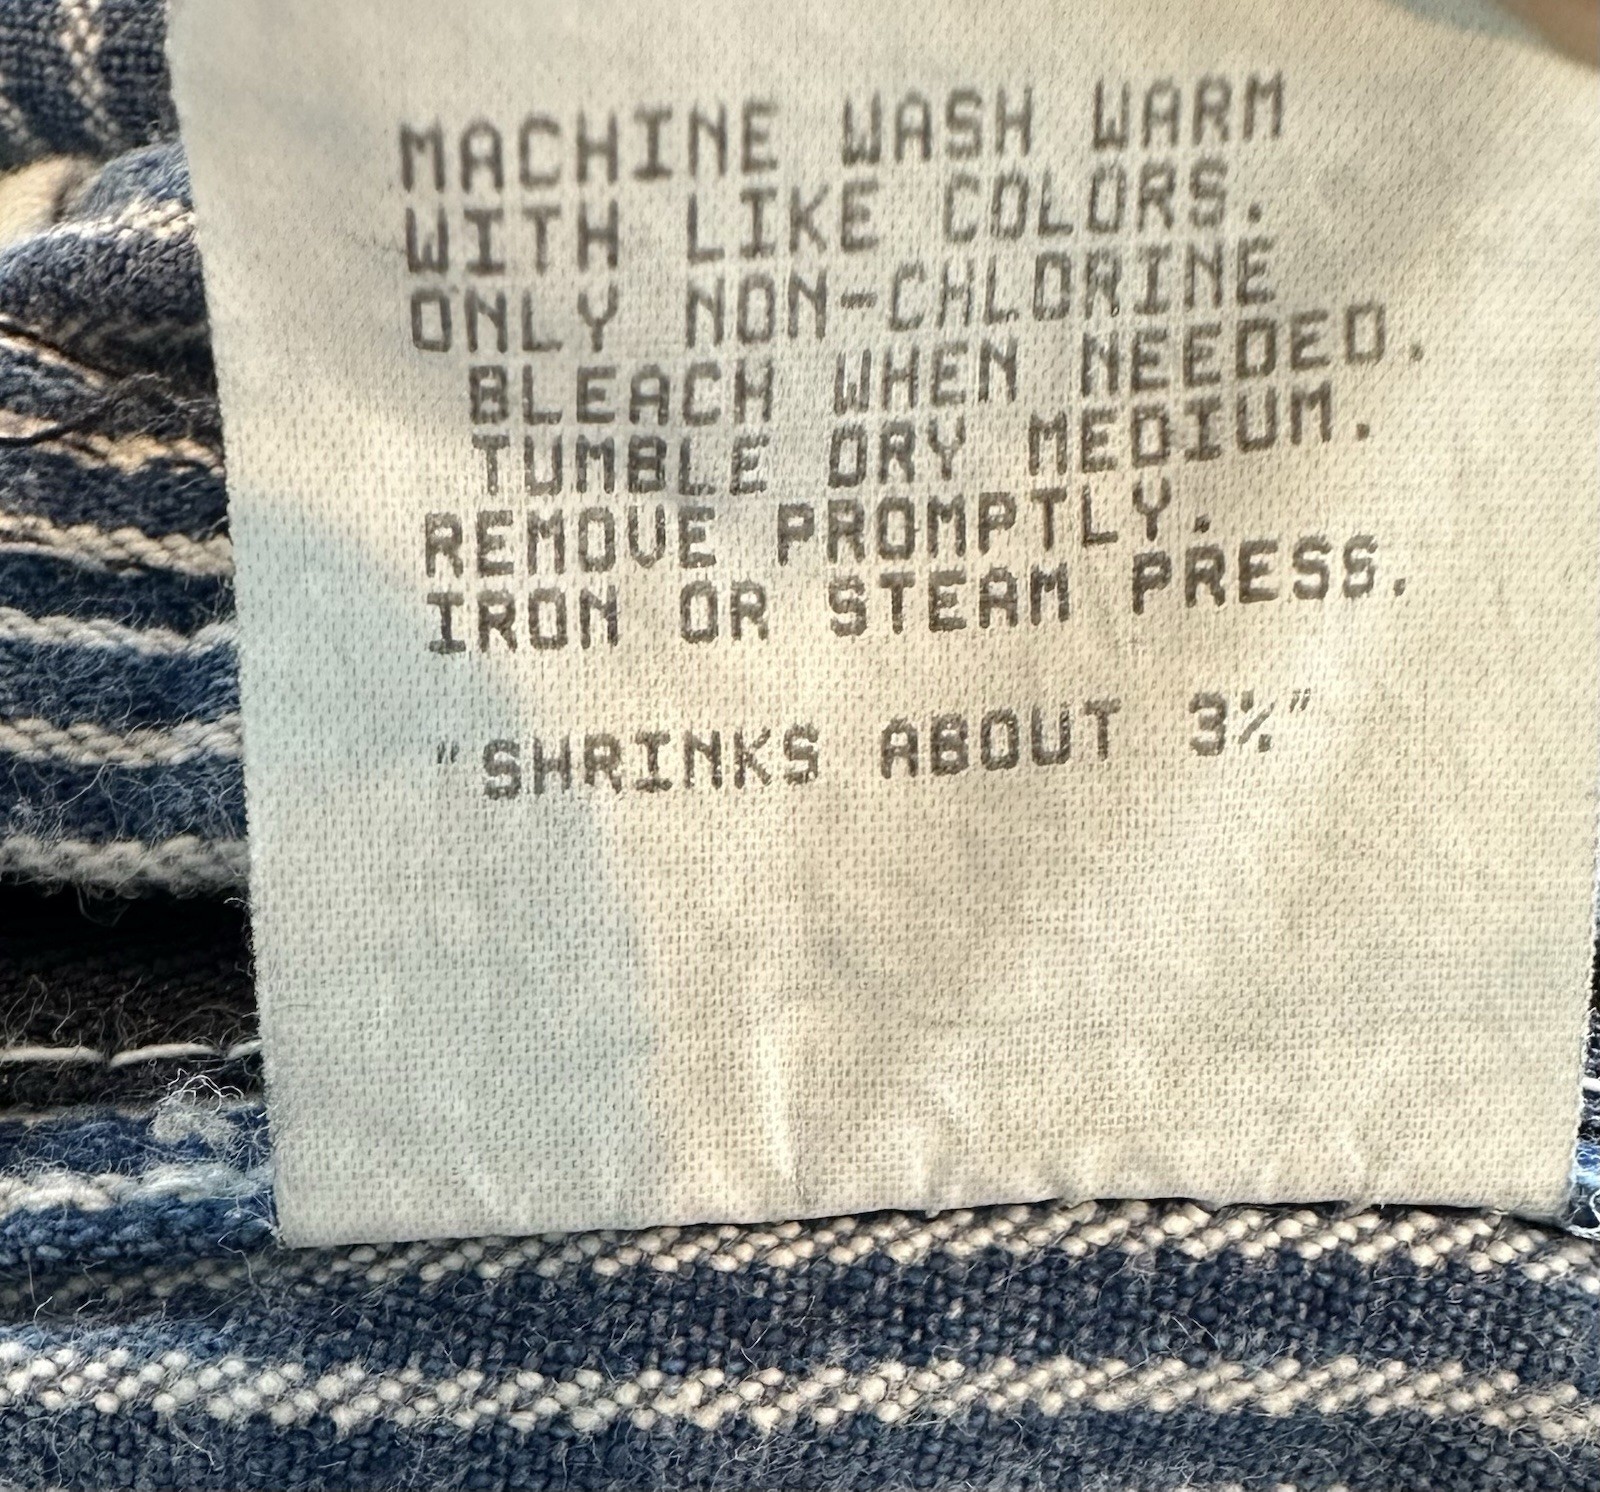 MACHINE WASH WARM
WITH LIKE COLORS.
ONLY NON-CHLORINE
BLEACH WHEN NEEDED.
TUMBLE DRY MEDIUM.
REMOVE PROMPTLY.
IRON OR STEAM PRESS.
"SHRINKS ABOUT 3%"